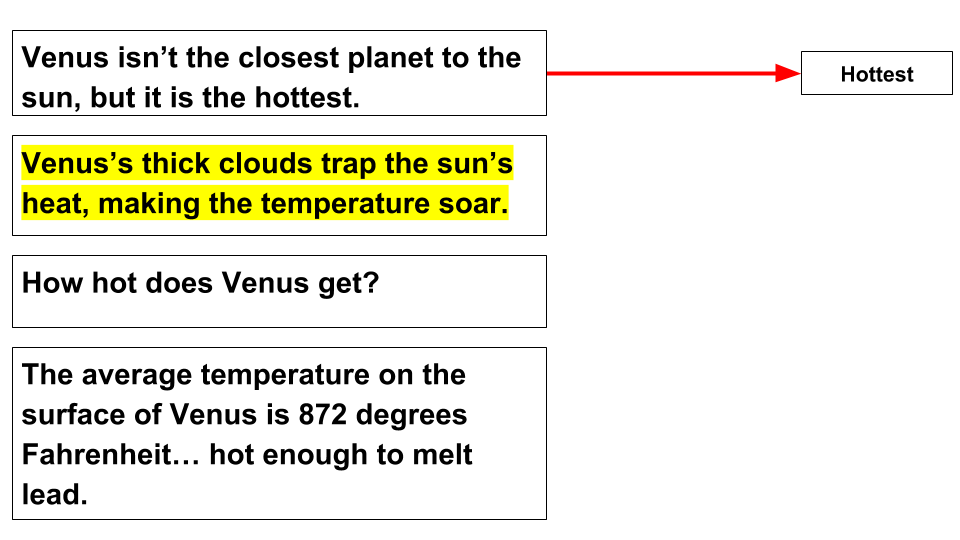 Venus isn’t the closest planet to the
sun, but it is the hottest.
Hottest
Venus’s thick clouds trap the sun’s
heat, making the temperature soar.
How hot does Venus get?
The average temperature on the
surface of Venus is 872 degrees
Fahrenheit… hot enough to melt
lead.